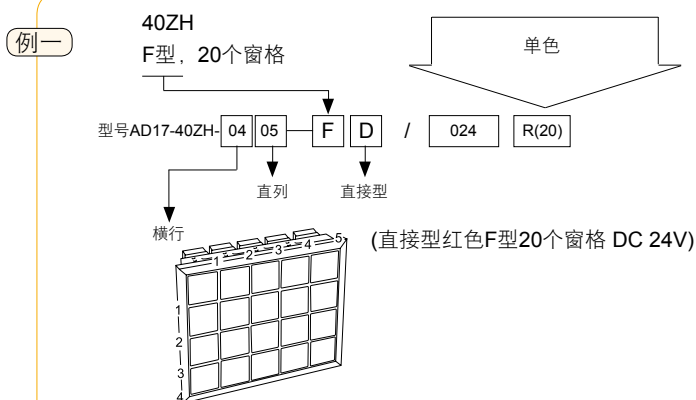 例一
40ZH
F型，20个窗格
单色
型号AD17-40ZH- 04 05 — F D / 024 R(20)
直列
直接型
横行
(直接型红色F型20个窗格 DC 24V)
1 2 3 4 5
1
2
3
4